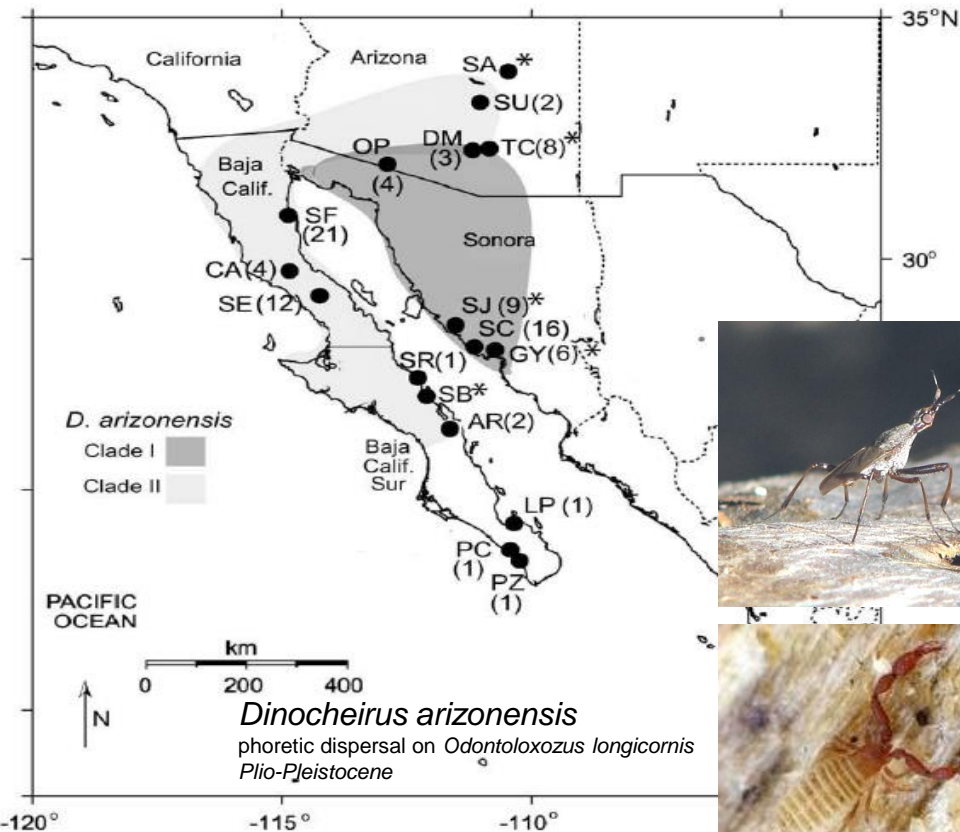 35°N
California
Arizona
SA *
SU(2)
DM
(3)
TC(8)*
OP
(4)
Baja
Calif.
SF
(21)
Sonora
30°
CA(4)
SE(12)
SJ (9)*
SC (16)
GY(6)*
SR(1)
SB*
D. arizonensis
Clade I
Clade II
AR(2)
Baja
Calif.
Sur
LP (1)
PC
(1)
PZ
(1)
PACIFIC
OCEAN
km
0 200 400
N
Dinocheirus arizonensis
phoretic dispersal on Odontoloxozus longicornis
Plio-Pleistocene
-120° -115° -110°